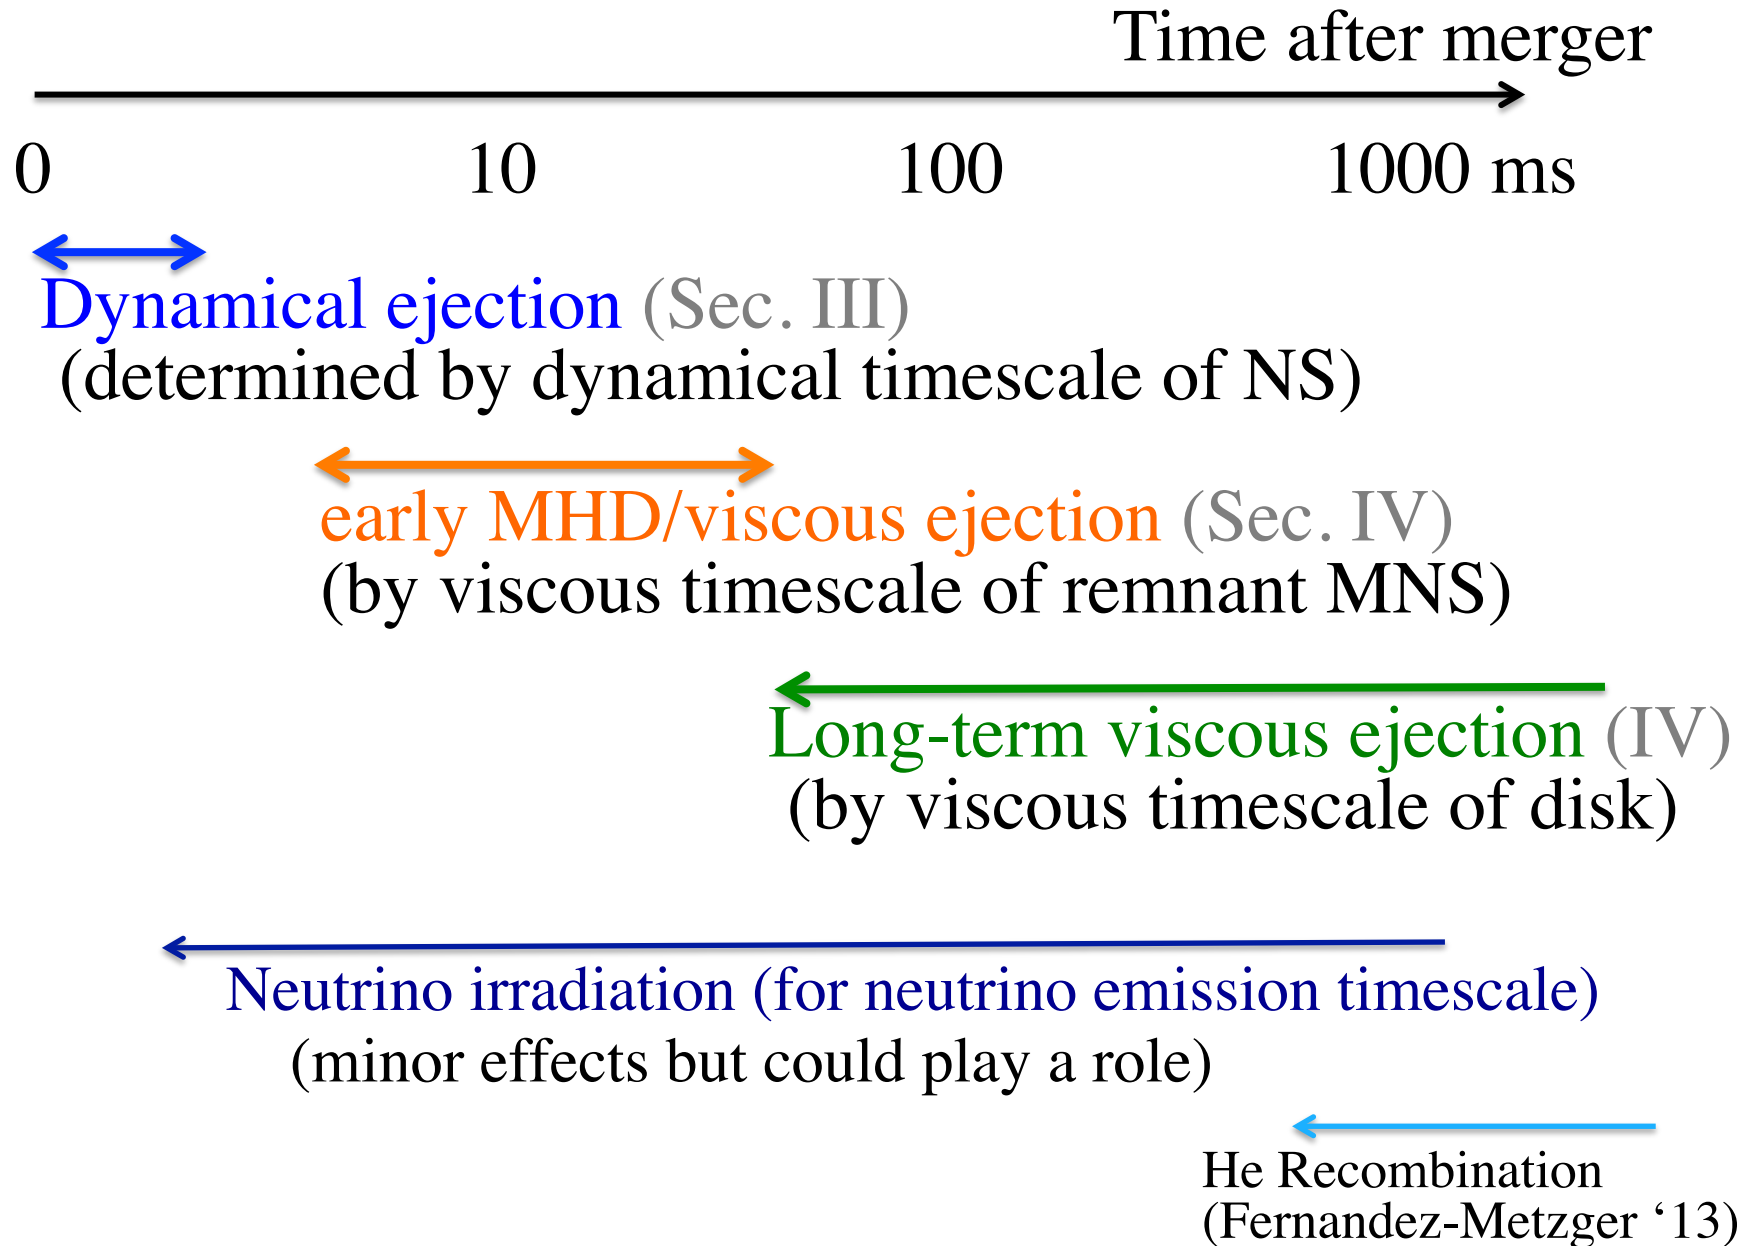 Time after merger
0 10 100 1000 ms
Dynamical ejection (Sec. III)
(determined by dynamical timescale of NS)
early MHD/viscous ejection (Sec. IV)
(by viscous timescale of remnant MNS)
Long-term viscous ejection (IV)
(by viscous timescale of disk)
Neutrino irradiation (for neutrino emission timescale)
(minor effects but could play a role)
He Recombination
(Fernandez-Metzger ‘13)